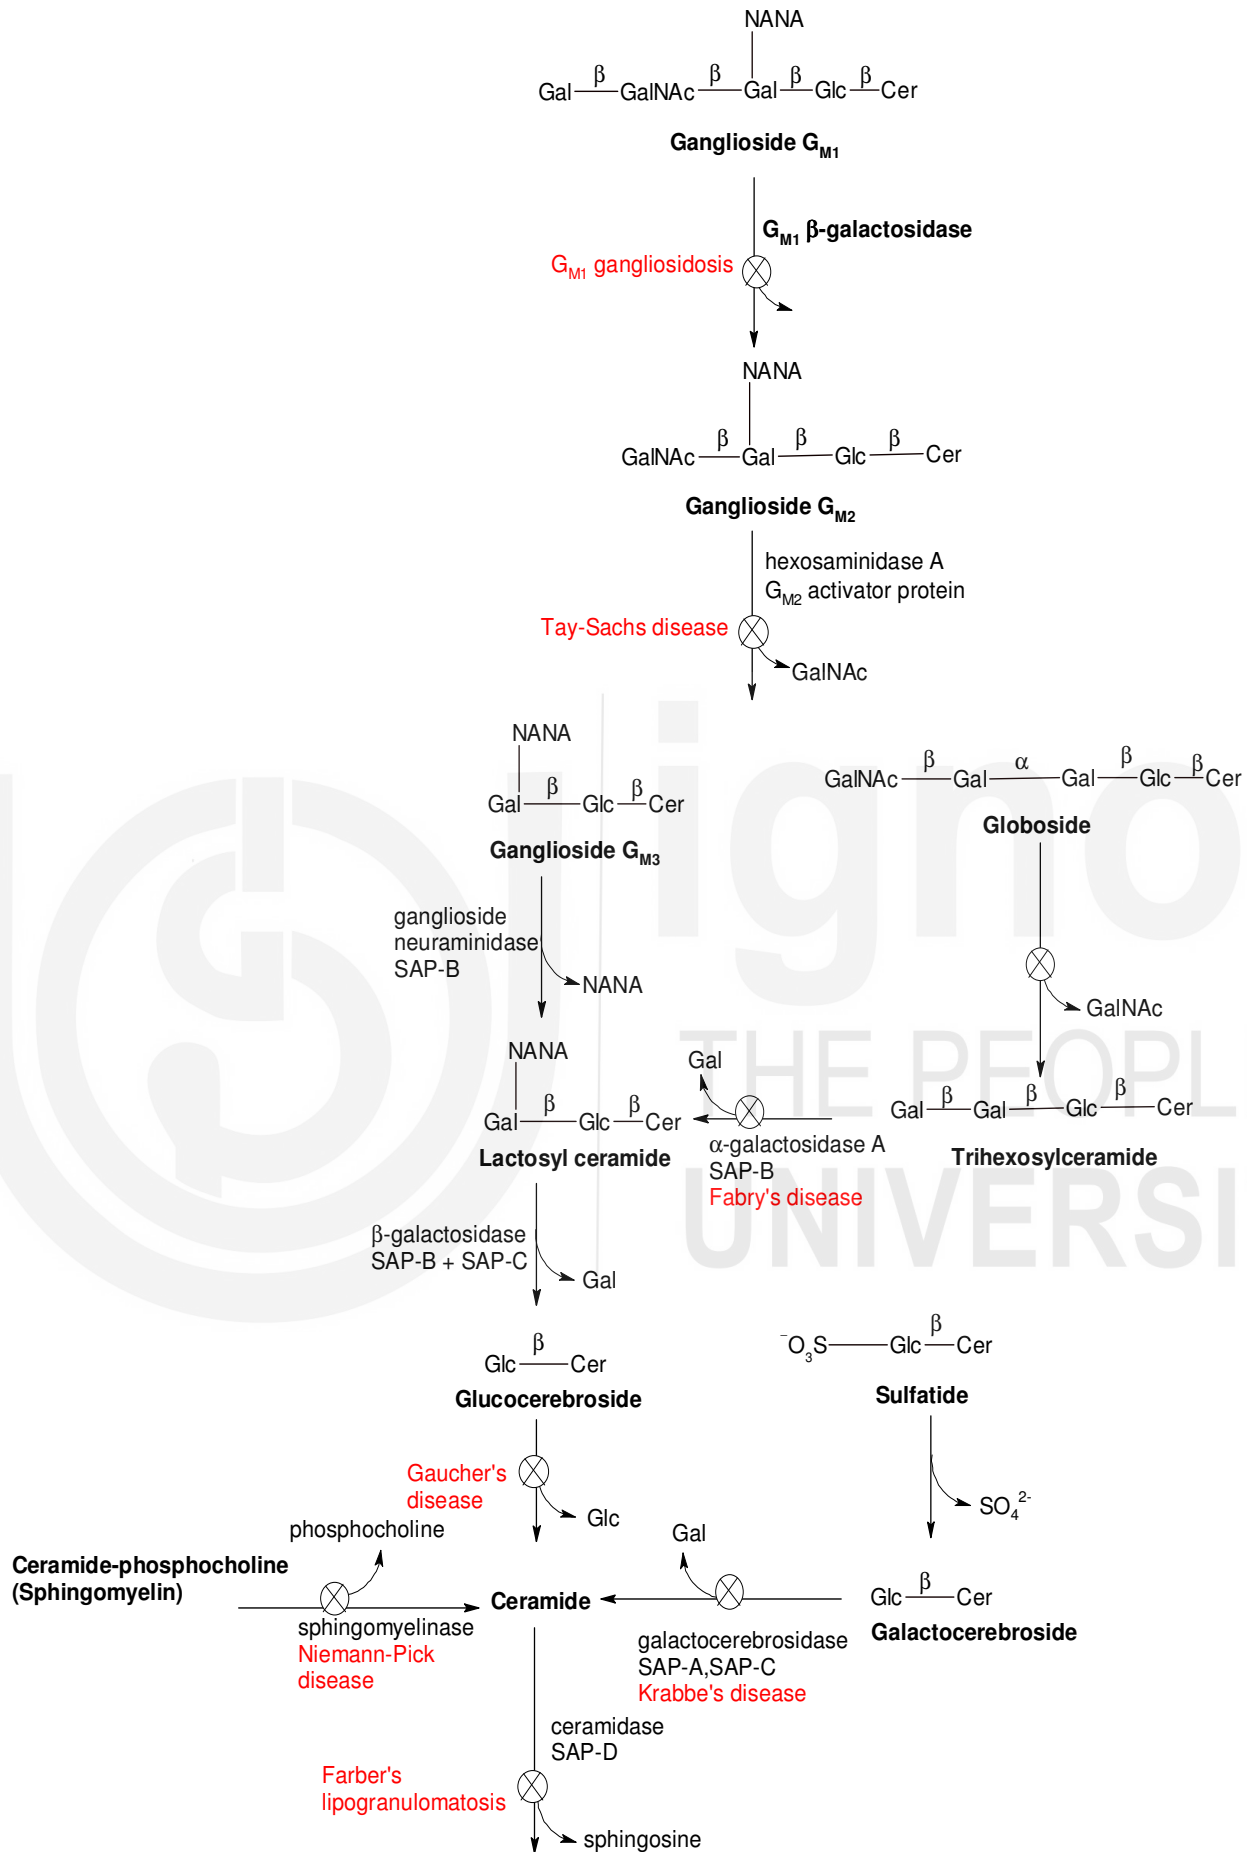 NANA
Gal β GalNAc β Gal β Glc β Cer
Ganglioside GM1
GM1 β-galactosidase
GM1 gangliosidosis
NANA
GalNAc β Gal β Glc β Cer
Ganglioside GM2
hexosaminidase A
GM2 activator protein
Tay-Sachs disease
GalNAc
NANA
Gal β Glc β Cer
Ganglioside GM3
GalNAc β Gal α Gal β Glc β Cer
Globoside
ganglioside
neuraminidase
SAP-B
NANA
GalNAc
NANA
Gal β Glc β Cer
Lactosyl ceramide
Gal
α-galactosidase A
SAP-B
Fabry's disease
Gal β Gal β Glc β Cer
Trihexosylceramide
β-galactosidase
SAP-B + SAP-C
Gal
Glc β Cer
Glucocerebroside
⁻O3S Glc β Cer
Sulfatide
Gaucher's
disease
Glc
SO4²⁻
phosphocholine
Ceramide-phosphocholine
(Sphingomyelin)
sphingomyelinase
Niemann-Pick
disease
Ceramide
Gal
galactocerebrosidase
SAP-A,SAP-C
Krabbe's disease
Glc β Cer
Galactocerebroside
ceramidase
SAP-D
Farber's
lipogranulomatosis
sphingosine
igno
THE PEOPL
UNIVERSI